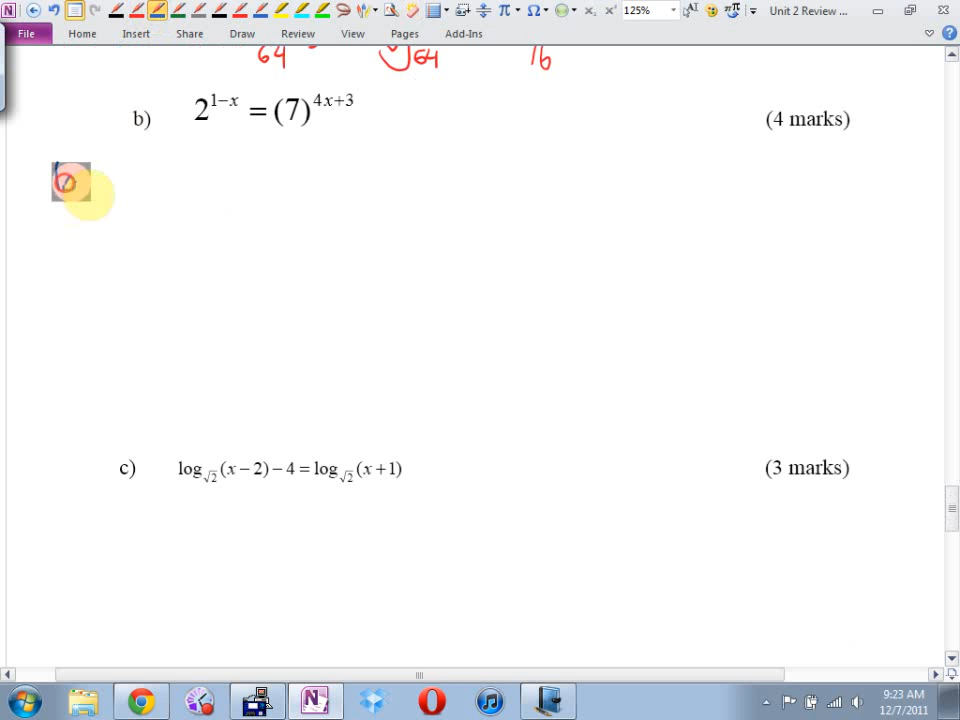 125%
Unit 2 Review ...
File Home Insert Share Draw Review View Pages Add-Ins
64 64 16
b) 2^{1-x} = (7)^{4x+3} (4 marks)
c) log_{√2}(x − 2) − 4 = log_{√2}(x + 1) (3 marks)
9:23 AM
12/7/2011